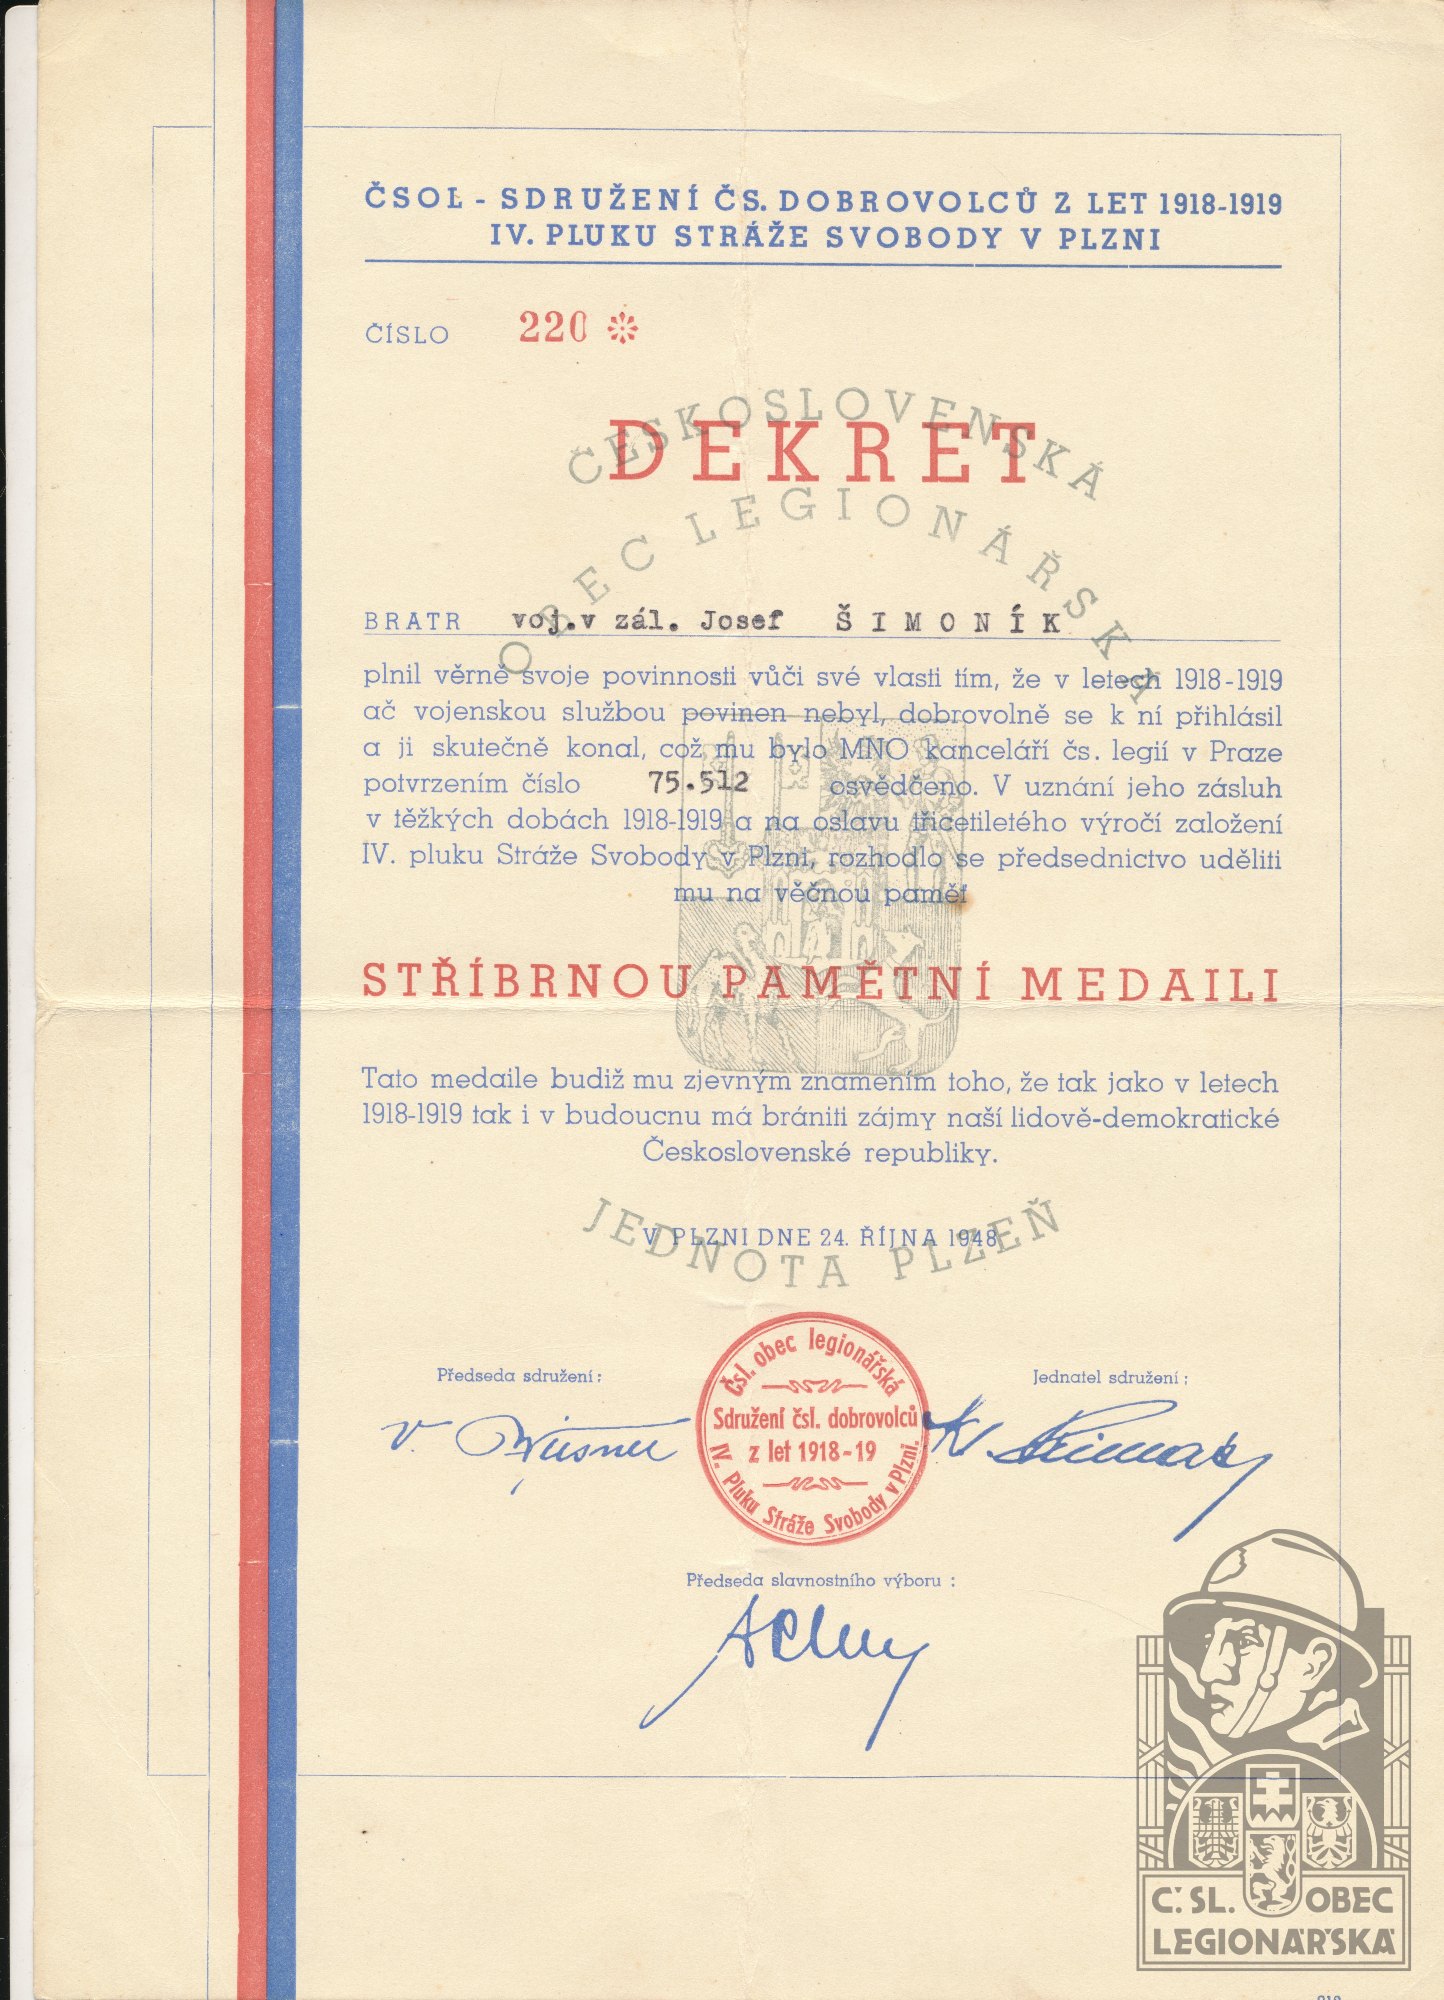 ČSOL - SDRUŽENÍ ČS. DOBROVOLCŮ Z LET 1918-1919
IV. PLUKU STRÁŽE SVOBODY V PLZNI
ČÍSLO 220 *
ČESKOSLOVENSKÁ
DEKRET
OBEC LEGIONÁŘSKÁ
BRATR voj.v zál. Josef ŠIMONÍK
plnil věrně svoje povinnosti vůči své vlasti tím, že v letech 1918-1919
ač vojenskou službou povinen nebyl, dobrovolně se k ní přihlásil
a ji skutečně konal, což mu bylo MNO kanceláří čs. legií v Praze
potvrzením číslo 75.512 osvědčeno. V uznání jeho zásluh
v těžkých dobách 1918-1919 a na oslavu třicetiletého výročí založení
IV. pluku Stráže Svobody v Plzni, rozhodlo se předsednictvo uděliti
mu na věčnou paměť
STŘÍBRNOU PAMĚTNÍ MEDAILI
Tato medaile budiž mu zjevným znamením toho, že tak jako v letech
1918-1919 tak i v budoucnu má brániti zájmy naší lidově-demokratické
Československé republiky.
V PLZNI DNE 24. ŘÍJNA 1948
JEDNOTA PLZEŇ
Předseda sdružení:
Jednatel sdružení:
Čsl. obec legionářská
Sdružení čsl. dobrovolců
z let 1918-19
IV. Pluku Stráže Svobody v Plzni.
Předseda slavnostního výboru:
Č. SL. OBEC
LEGIONÁŘSKÁ